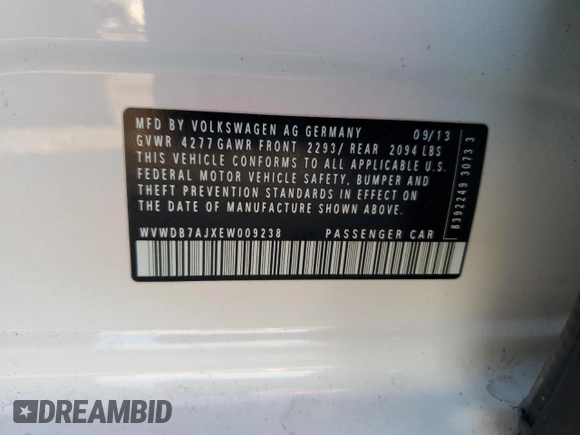 MFD BY VOLKSWAGEN AG GERMANY 09/13
GVWR 4277 GAWR FRONT 2293/ REAR 2094 LBS
THIS VEHICLE CONFORMS TO ALL APPLICABLE U.S.
FEDERAL MOTOR VEHICLE SAFETY, BUMPER AND
THEFT PREVENTION STANDARDS IN EFFECT ON
THE DATE OF MANUFACTURE SHOWN ABOVE.
WVWDB7AJXEW009238 PASSENGER CAR
8392249 3073 3
DREAMBID